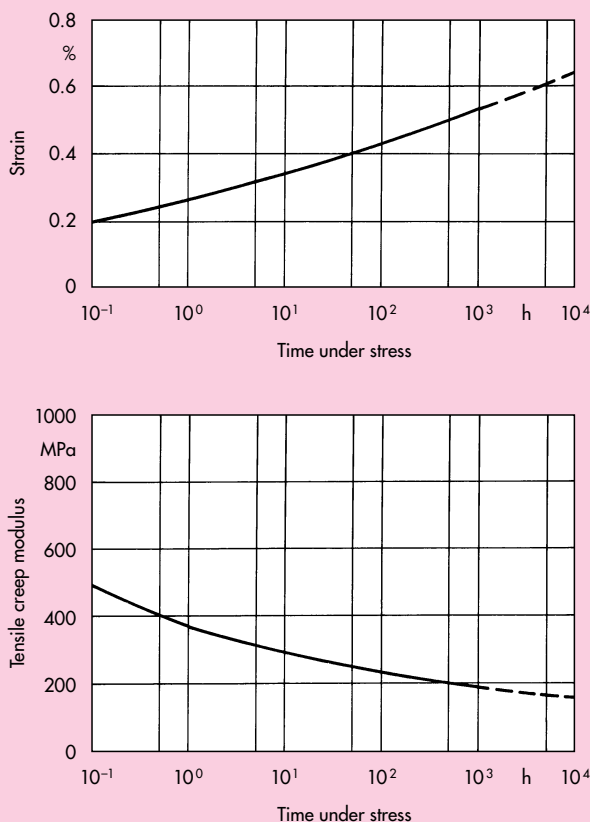 0.8
%
0.6
0.4
0.2
0
Strain
10⁻¹ 10⁰ 10¹ 10² 10³ h 10⁴
Time under stress
1000
MPa
800
600
400
200
0
Tensile creep modulus
10⁻¹ 10⁰ 10¹ 10² 10³ h 10⁴
Time under stress